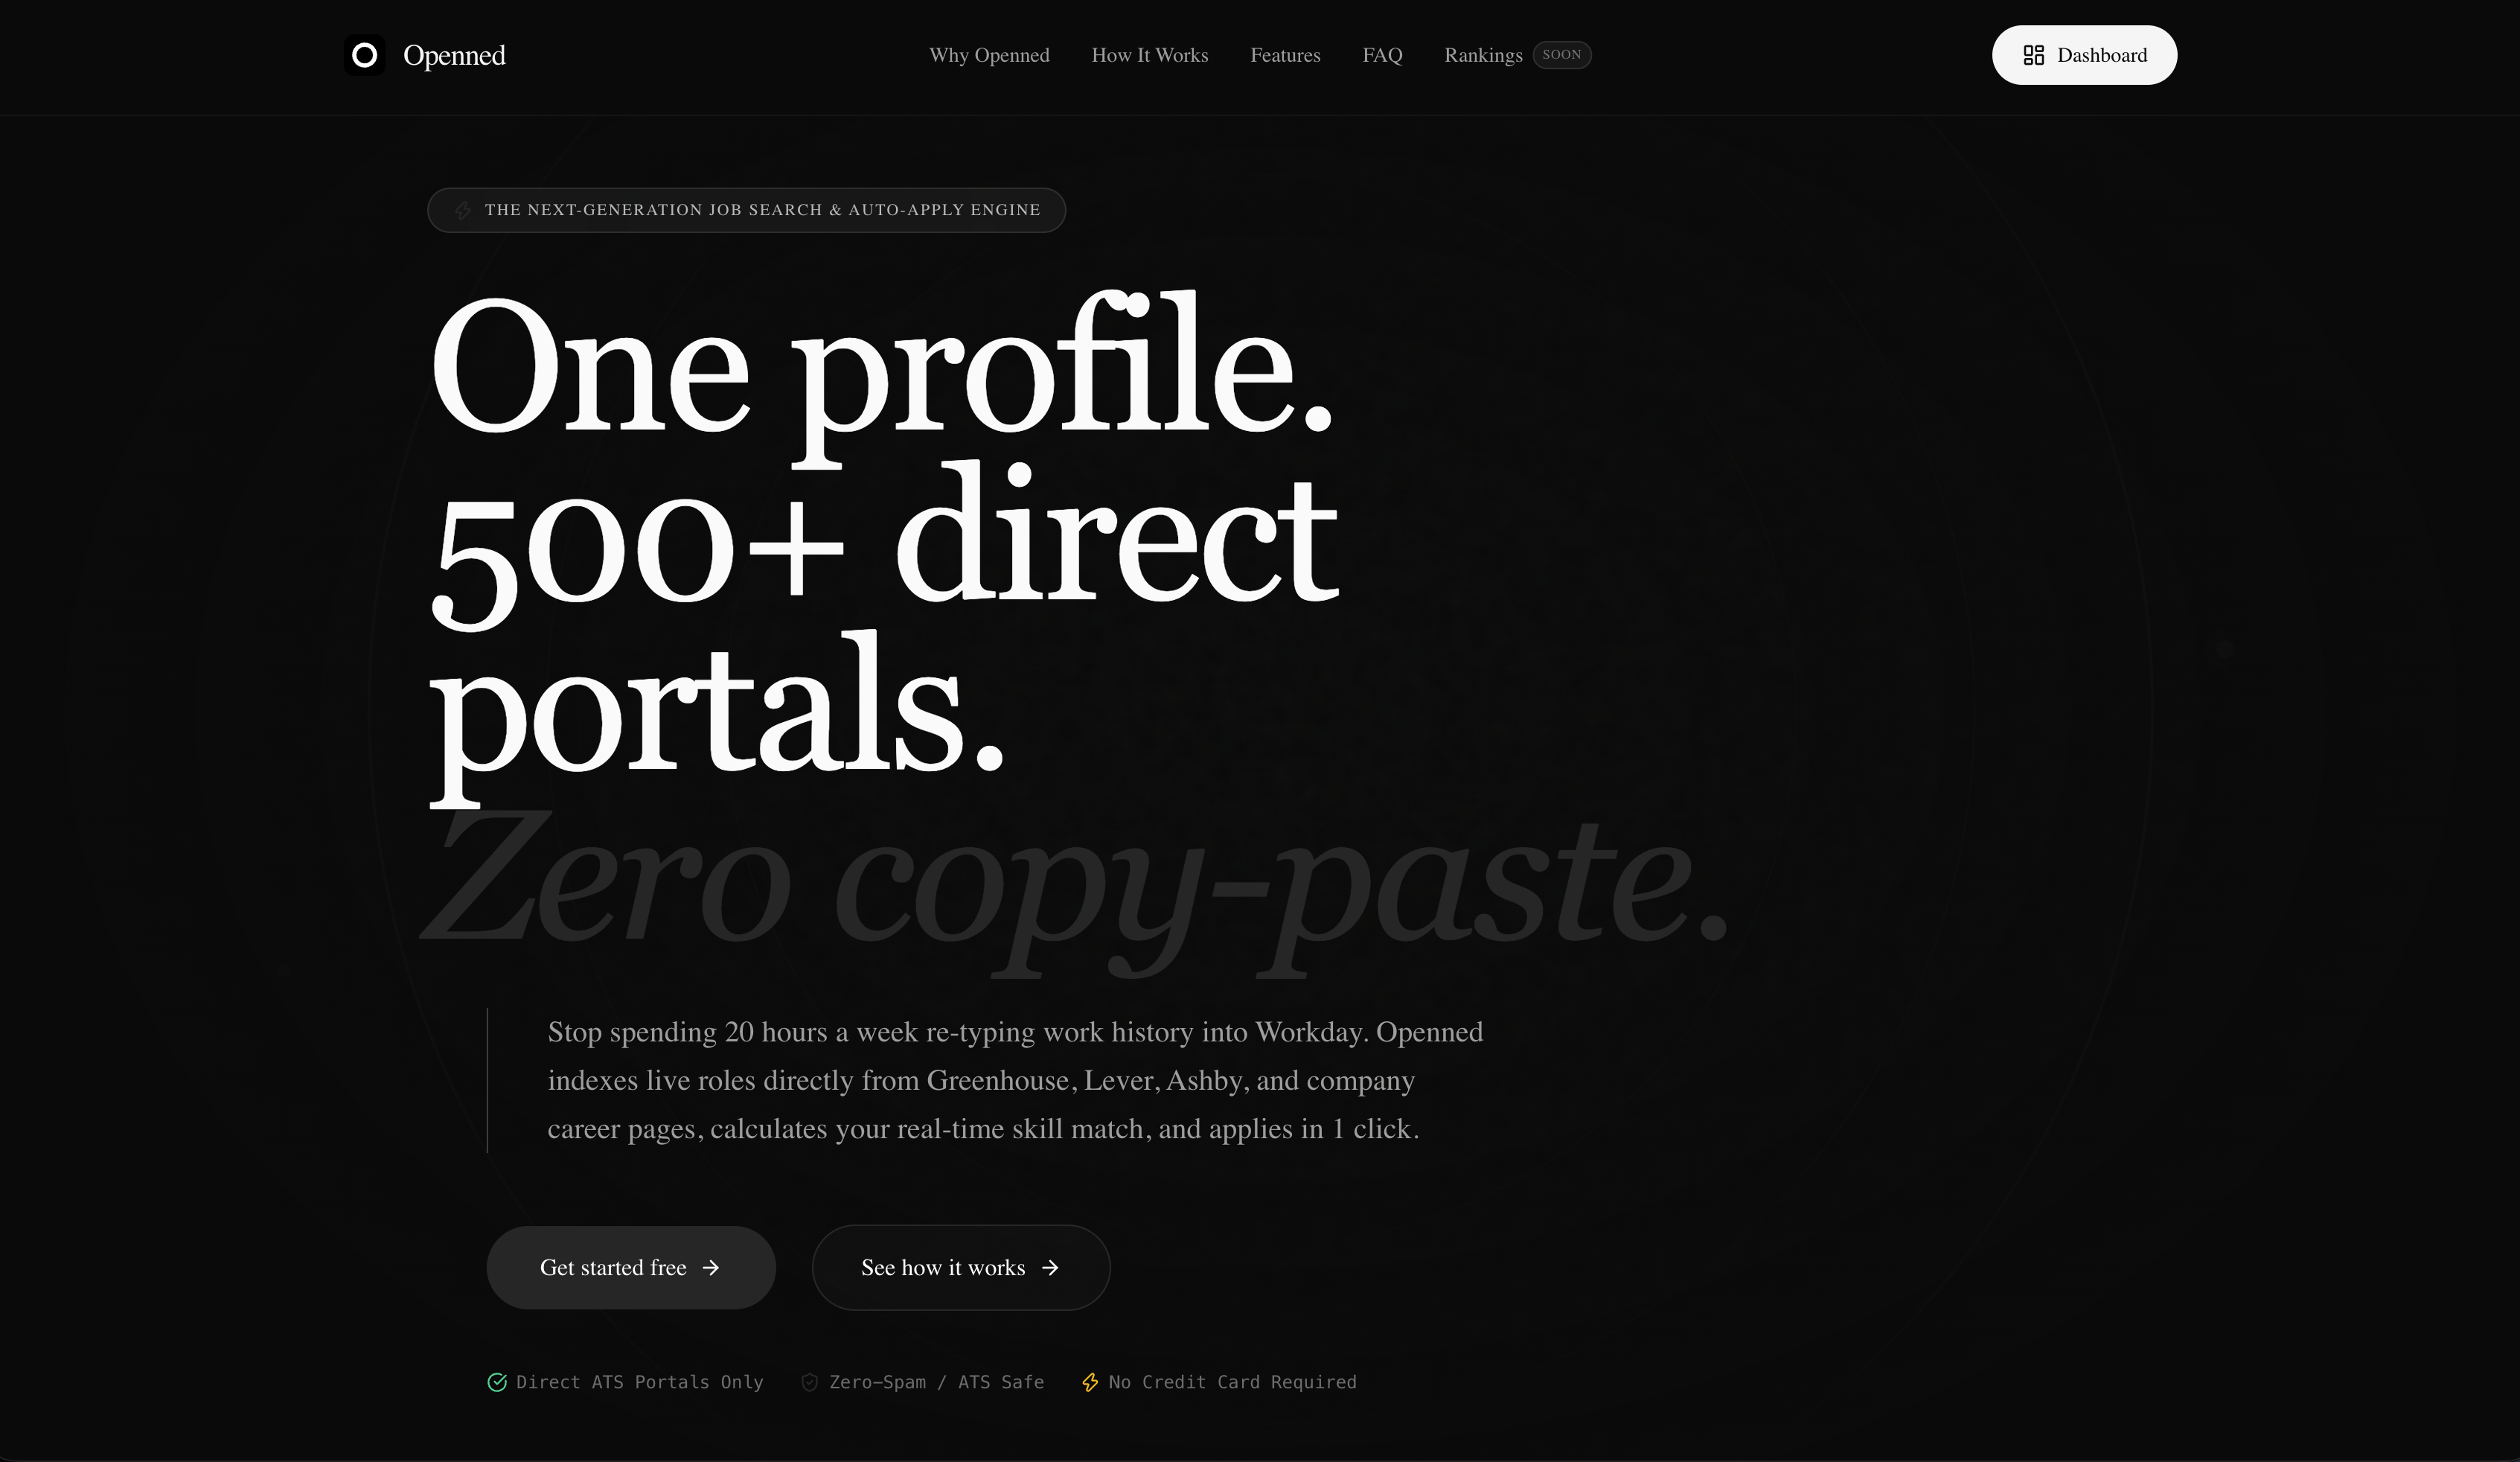 Openned
Why Openned How It Works Features FAQ Rankings SOON
Dashboard
THE NEXT-GENERATION JOB SEARCH & AUTO-APPLY ENGINE
One profile.
500+ direct
portals.
Zero copy-paste.
Stop spending 20 hours a week re-typing work history into Workday. Openned
indexes live roles directly from Greenhouse, Lever, Ashby, and company
career pages, calculates your real-time skill match, and applies in 1 click.
Get started free → See how it works →
Direct ATS Portals Only Zero-Spam / ATS Safe No Credit Card Required